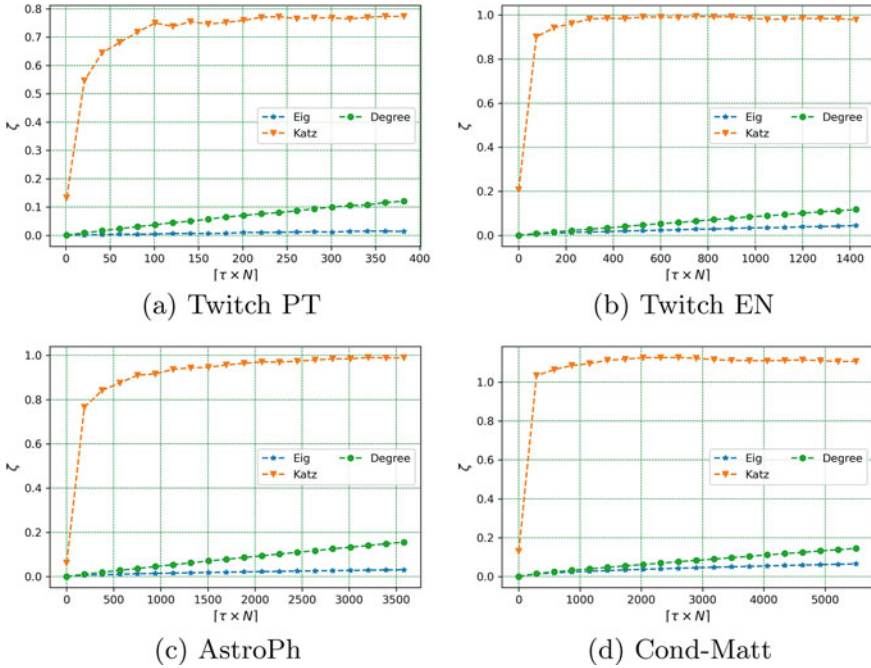 0.8
0.7
0.6
0.5
0.4
0.3
0.2
0.1
0.0
ζ
Eig
Katz
Degree
0 50 100 150 200 250 300 350 400
⌈τ × N⌉
(a) Twitch PT
1.0
0.8
0.6
0.4
0.2
0.0
ζ
Eig
Katz
Degree
0 200 400 600 800 1000 1200 1400
⌈τ × N⌉
(b) Twitch EN
1.0
0.8
0.6
0.4
0.2
0.0
ζ
Eig
Katz
Degree
0 500 1000 1500 2000 2500 3000 3500
⌈τ × N⌉
(c) AstroPh
1.0
0.8
0.6
0.4
0.2
0.0
ζ
Eig
Katz
Degree
0 1000 2000 3000 4000 5000
⌈τ × N⌉
(d) Cond-Matt